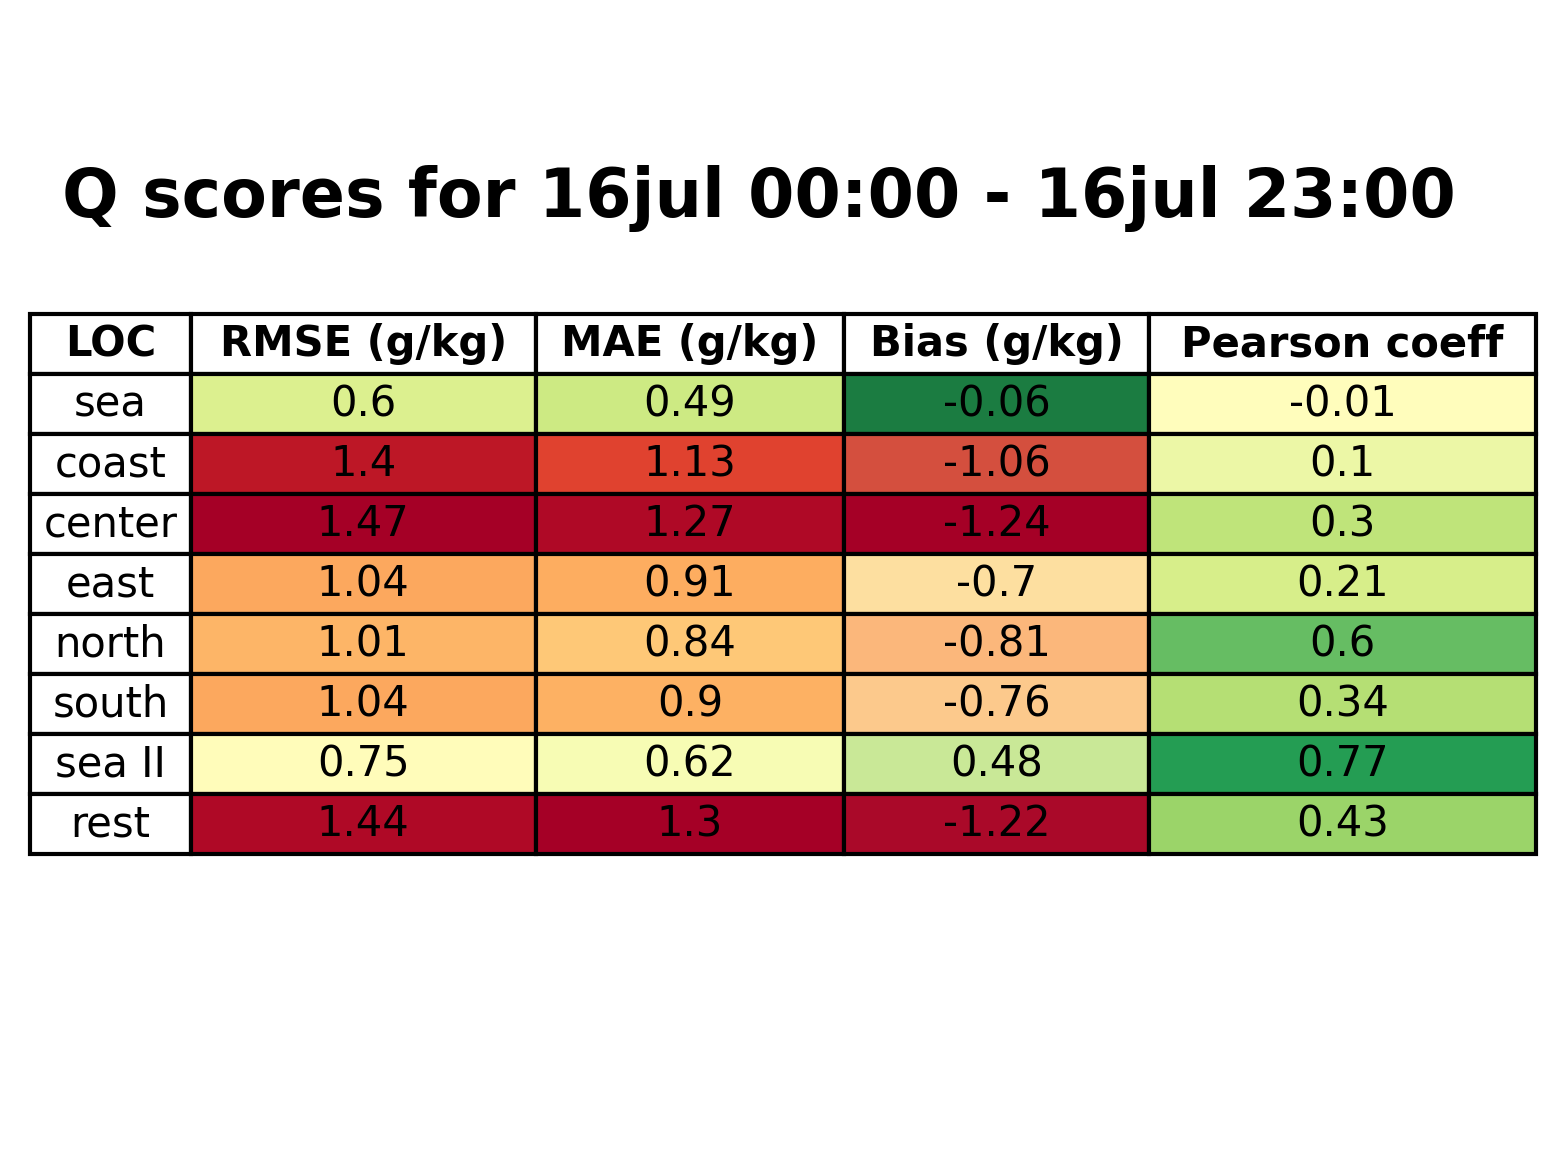 Q scores for 16jul 00:00 - 16jul 23:00
LOC RMSE (g/kg) MAE (g/kg) Bias (g/kg) Pearson coeff
sea 0.6 0.49 -0.06 -0.01
coast 1.4 1.13 -1.06 0.1
center 1.47 1.27 -1.24 0.3
east 1.04 0.91 -0.7 0.21
north 1.01 0.84 -0.81 0.6
south 1.04 0.9 -0.76 0.34
sea II 0.75 0.62 0.48 0.77
rest 1.44 1.3 -1.22 0.43